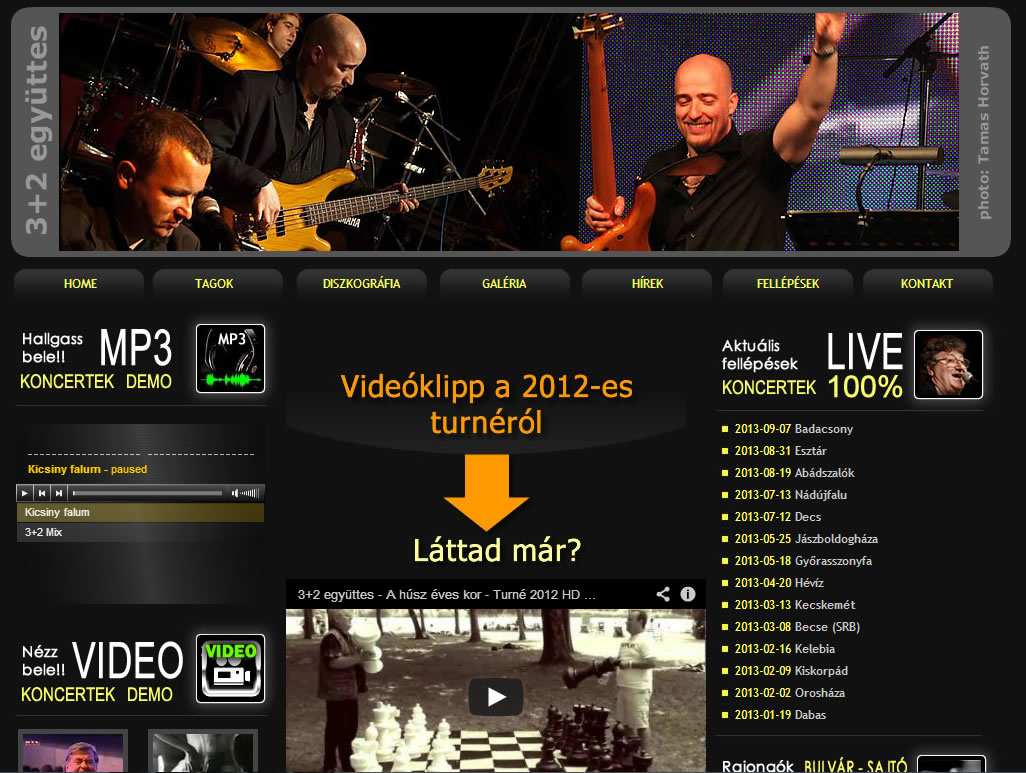 3+2 együttes
photo: Tamas Horvath
YAMAHA
HOME TAGOK DISZKOGRÁFIA GALÉRIA HÍREK FELLÉPÉSEK KONTAKT
Hallgass
bele!!
MP3
KONCERTEK DEMO
MP3
Kicsiny falum - paused
Kicsiny falum
3+2 Mix
Nézz
bele!!
VIDEO
KONCERTEK DEMO
VIDEO
Videóklipp a 2012-es
turnéról
Láttad már?
3+2 együttes - A húsz éves kor - Turné 2012 HD ...
Aktuális
fellépések
LIVE
KONCERTEK 100%
2013-09-07 Badacsony
2013-08-31 Esztár
2013-08-19 Abádszalók
2013-07-13 Nádújfalu
2013-07-12 Decs
2013-05-25 Jászboldogháza
2013-05-18 Győrasszonyfa
2013-04-20 Hévíz
2013-03-13 Kecskemét
2013-03-08 Becse (SRB)
2013-02-16 Kelebia
2013-02-09 Kiskorpád
2013-02-02 Orosháza
2013-01-19 Dabas
Rajongók BULVÁR - SAJTÓ